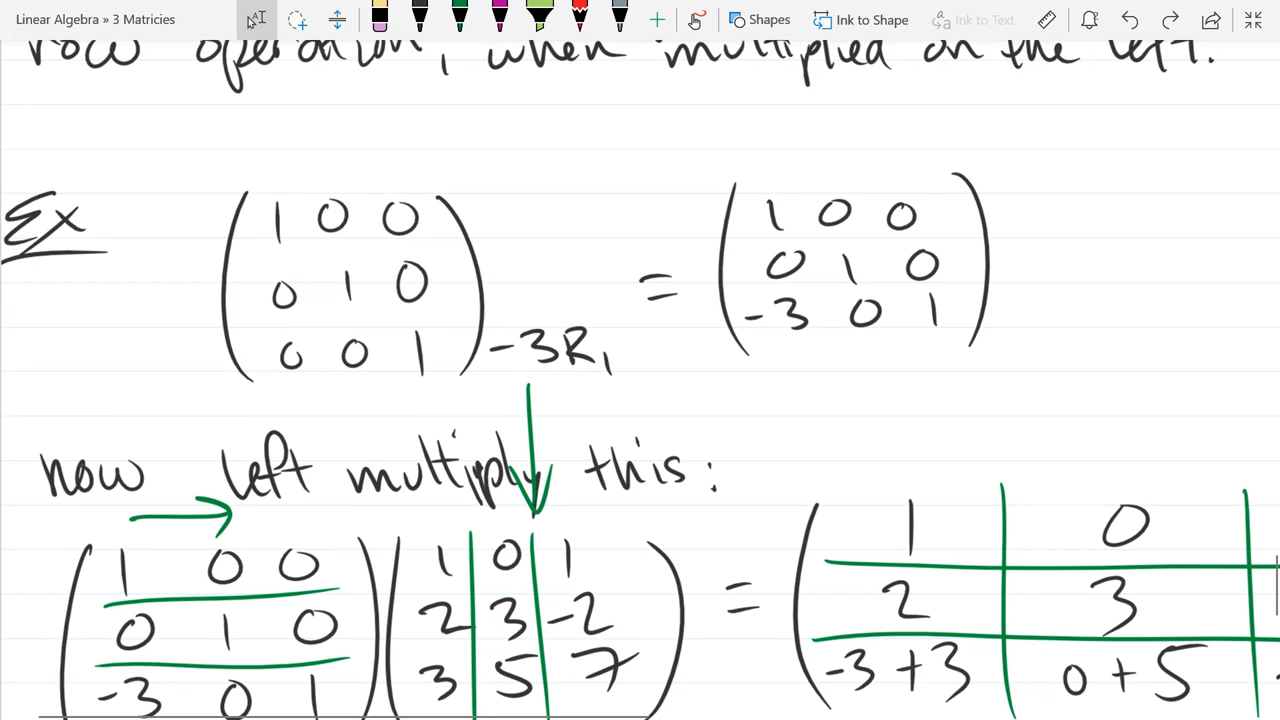 Linear Algebra » 3 Matricies
Shapes Ink to Shape Ink to Text
row operation, when multiplied on the left.
Ex
1 0 0
0 1 0
0 0 1 -3R₁
=
1 0 0
0 1 0
-3 0 1
now left multiply this:
1 0 0
0 1 0
-3 0 1
1 0 1
2 3 -2
3 5 7
=
1 0
2 3
-3+3 0+5